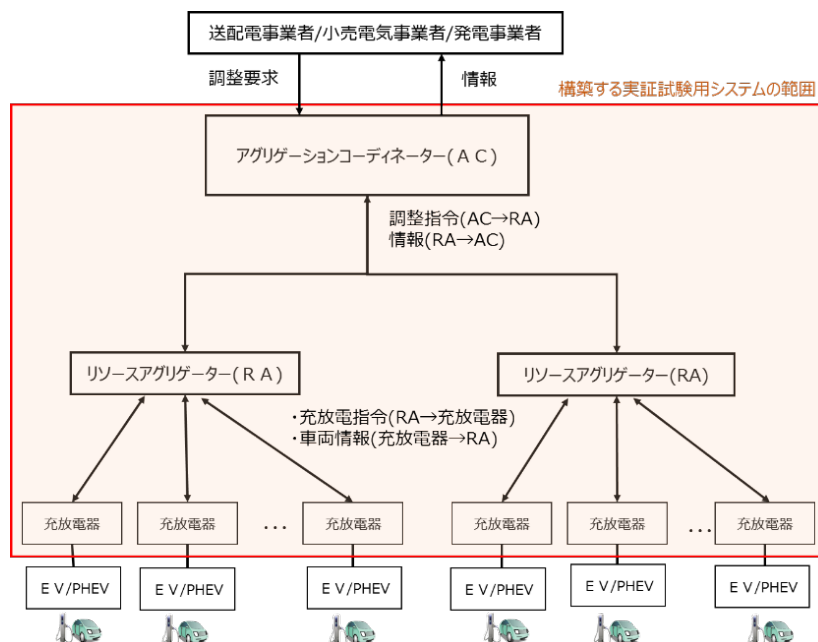 送配電事業者/小売電気事業者/発電事業者
調整要求
情報
構築する実証試験用システムの範囲
アグリゲーションコーディネーター(ＡＣ)
調整指令(AC→RA)
情報(RA→AC)
リソースアグリゲーター(ＲＡ)
リソースアグリゲーター(RA)
・充放電指令(RA→充放電器)
・車両情報(充放電器→RA)
充放電器
充放電器
...
充放電器
充放電器
充放電器
...
充放電器
ＥＶ/PHEV
ＥＶ/PHEV
ＥＶ/PHEV
ＥＶ/PHEV
ＥＶ/PHEV
ＥＶ/PHEV